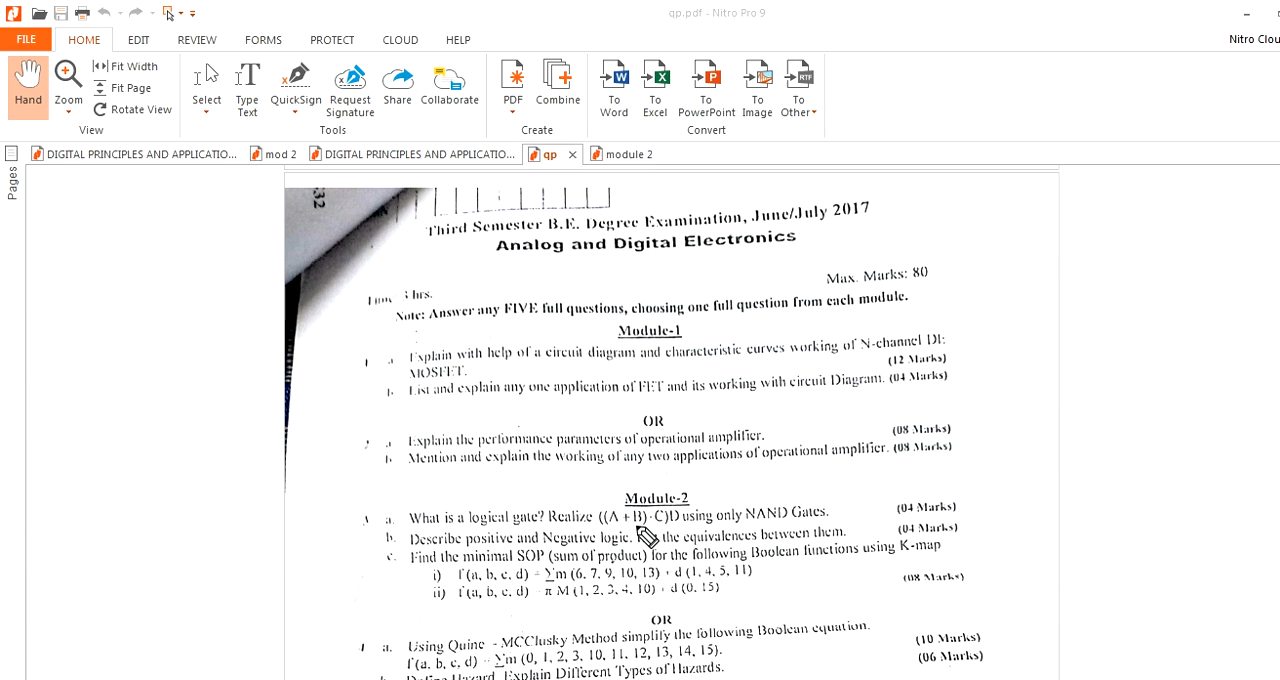 qp.pdf - Nitro Pro 9
FILE HOME EDIT REVIEW FORMS PROTECT CLOUD HELP Nitro Clou
Fit Width
Fit Page
Rotate View
Hand Zoom Select Type Text QuickSign Request Signature Share Collaborate PDF Combine To Word To Excel To PowerPoint To Image To Other
View Tools Create Convert
DIGITAL PRINCIPLES AND APPLICATIO... mod 2 DIGITAL PRINCIPLES AND APPLICATIO... qp module 2
Pages
32
Third Semester B.E. Degree Examination, June/July 2017
Analog and Digital Electronics
3 hrs. Max. Marks: 80
Note: Answer any FIVE full questions, choosing one full question from each module.
Module-1
a Explain with help of a circuit diagram and characteristic curves working of N-channel DE-
MOSFET. (12 Marks)
b. List and explain any one application of FET and its working with circuit Diagram. (04 Marks)
OR
a Explain the performance parameters of operational amplifier. (08 Marks)
b Mention and explain the working of any two applications of operational amplifier. (08 Marks)
Module-2
3 a. What is a logical gate? Realize ((A + B) · C)D using only NAND Gates. (04 Marks)
b. Describe positive and Negative logic. the equivalences between them. (04 Marks)
c. Find the minimal SOP (sum of product) for the following Boolean functions using K-map
i) f (a, b, c, d) = ∑m (6, 7, 9, 10, 13) + d (1, 4, 5, 11)
ii) f (a, b, c, d) = π M (1, 2, 3, 4, 10) + d (0, 15) (08 Marks)
OR
4 a. Using Quine - MCClusky Method simplify the following Boolean equation.
f (a, b, c, d) = ∑m (0, 1, 2, 3, 10, 11, 12, 13, 14, 15). (10 Marks)
b Define Hazard. Explain Different Types of Hazards. (06 Marks)